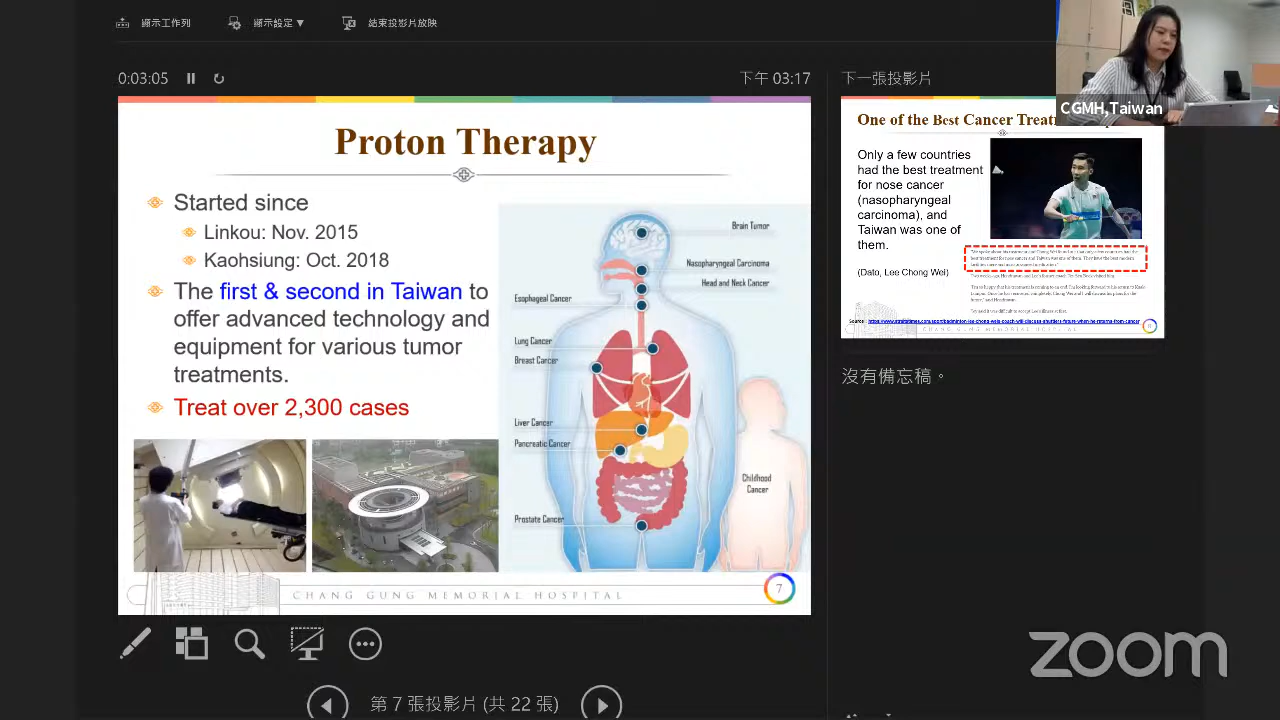 顯示工作列
顯示設定 ▼
結束投影片放映
0:03:05
下午 03:17
下一張投影片
CGMH,Taiwan
Proton Therapy
Started since
Linkou: Nov. 2015
Kaohsiung: Oct. 2018
The first & second in Taiwan to
offer advanced technology and
equipment for various tumor
treatments.
Treat over 2,300 cases
Brain Tumor
Nasopharyngeal Carcinoma
Head and Neck Cancer
Esophageal Cancer
Lung Cancer
Breast Cancer
Liver Cancer
Pancreatic Cancer
Childhood
Cancer
Prostate Cancer
CHANG GUNG MEMORIAL HOSPITAL
7
One of the Best Cancer
Only a few countries
had the best treatment
for nose cancer
(nasopharyngeal
carcinoma), and
Taiwan was one of
them.
(Dato, Lee Chong Wei)
CHANG GUNG MEMORIAL HOSPITAL
沒有備忘稿。
zoom
第 7 張投影片 (共 22 張)